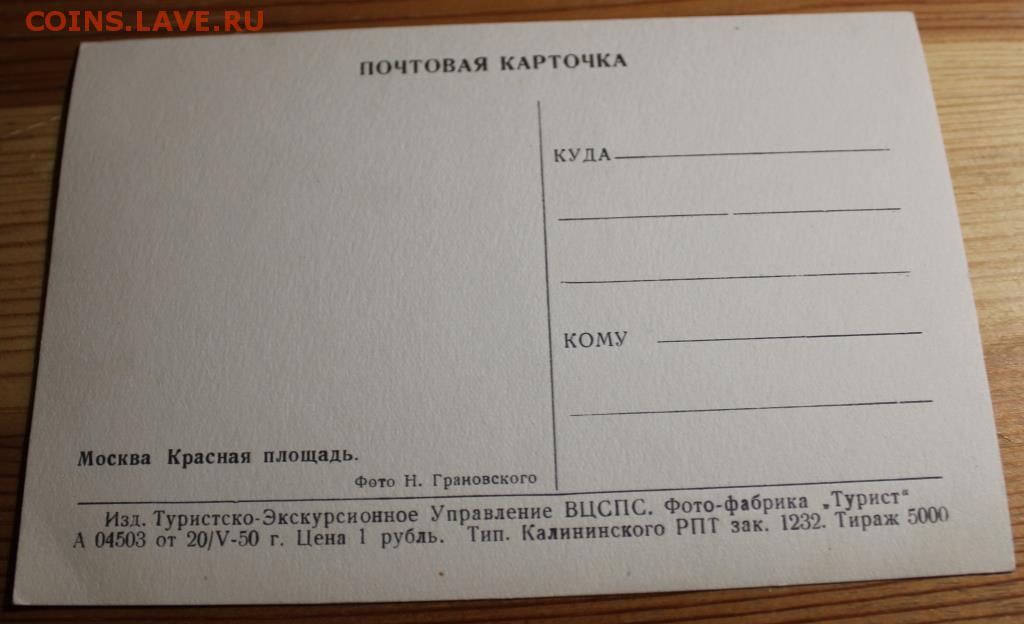 COINS.LAVE.RU
ПОЧТОВАЯ КАРТОЧКА
КУДА
КОМУ
Москва Красная площадь.
Фото Н. Грановского
Изд. Туристско-Экскурсионное Управление ВЦСПС. Фото-фабрика „Турист“
А 04503 от 20/V-50 г. Цена 1 рубль. Тип. Калининского РПТ зак. 1232. Тираж 5000